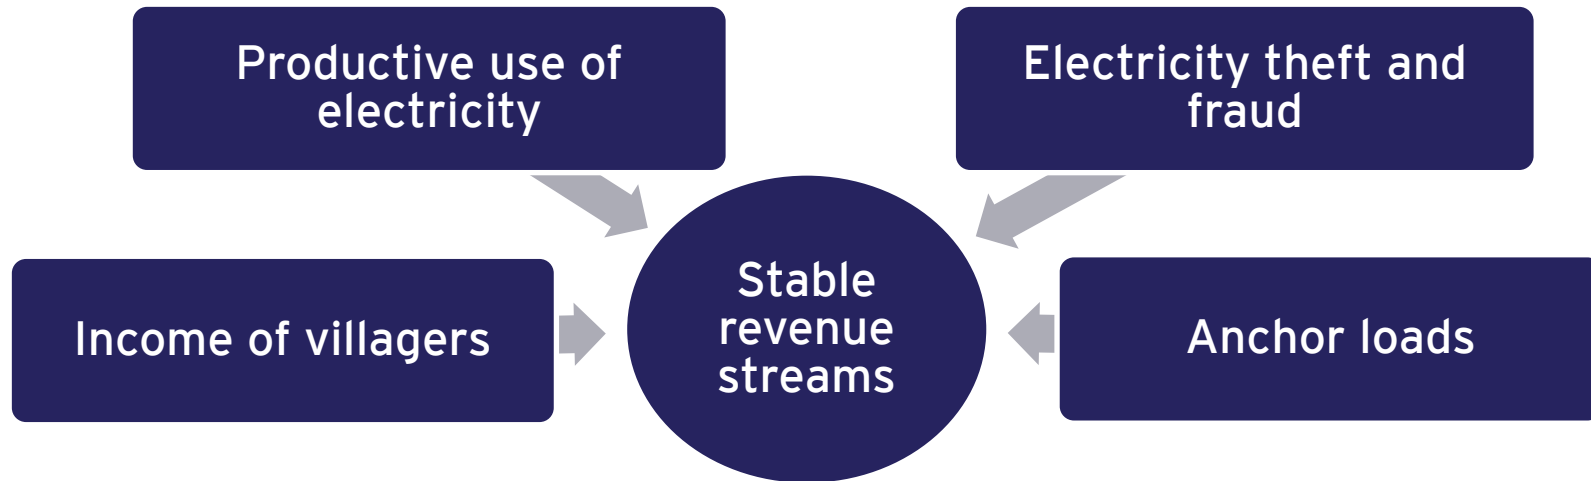 Productive use of
electricity
Electricity theft and
fraud
Stable
revenue
streams
Income of villagers
Anchor loads